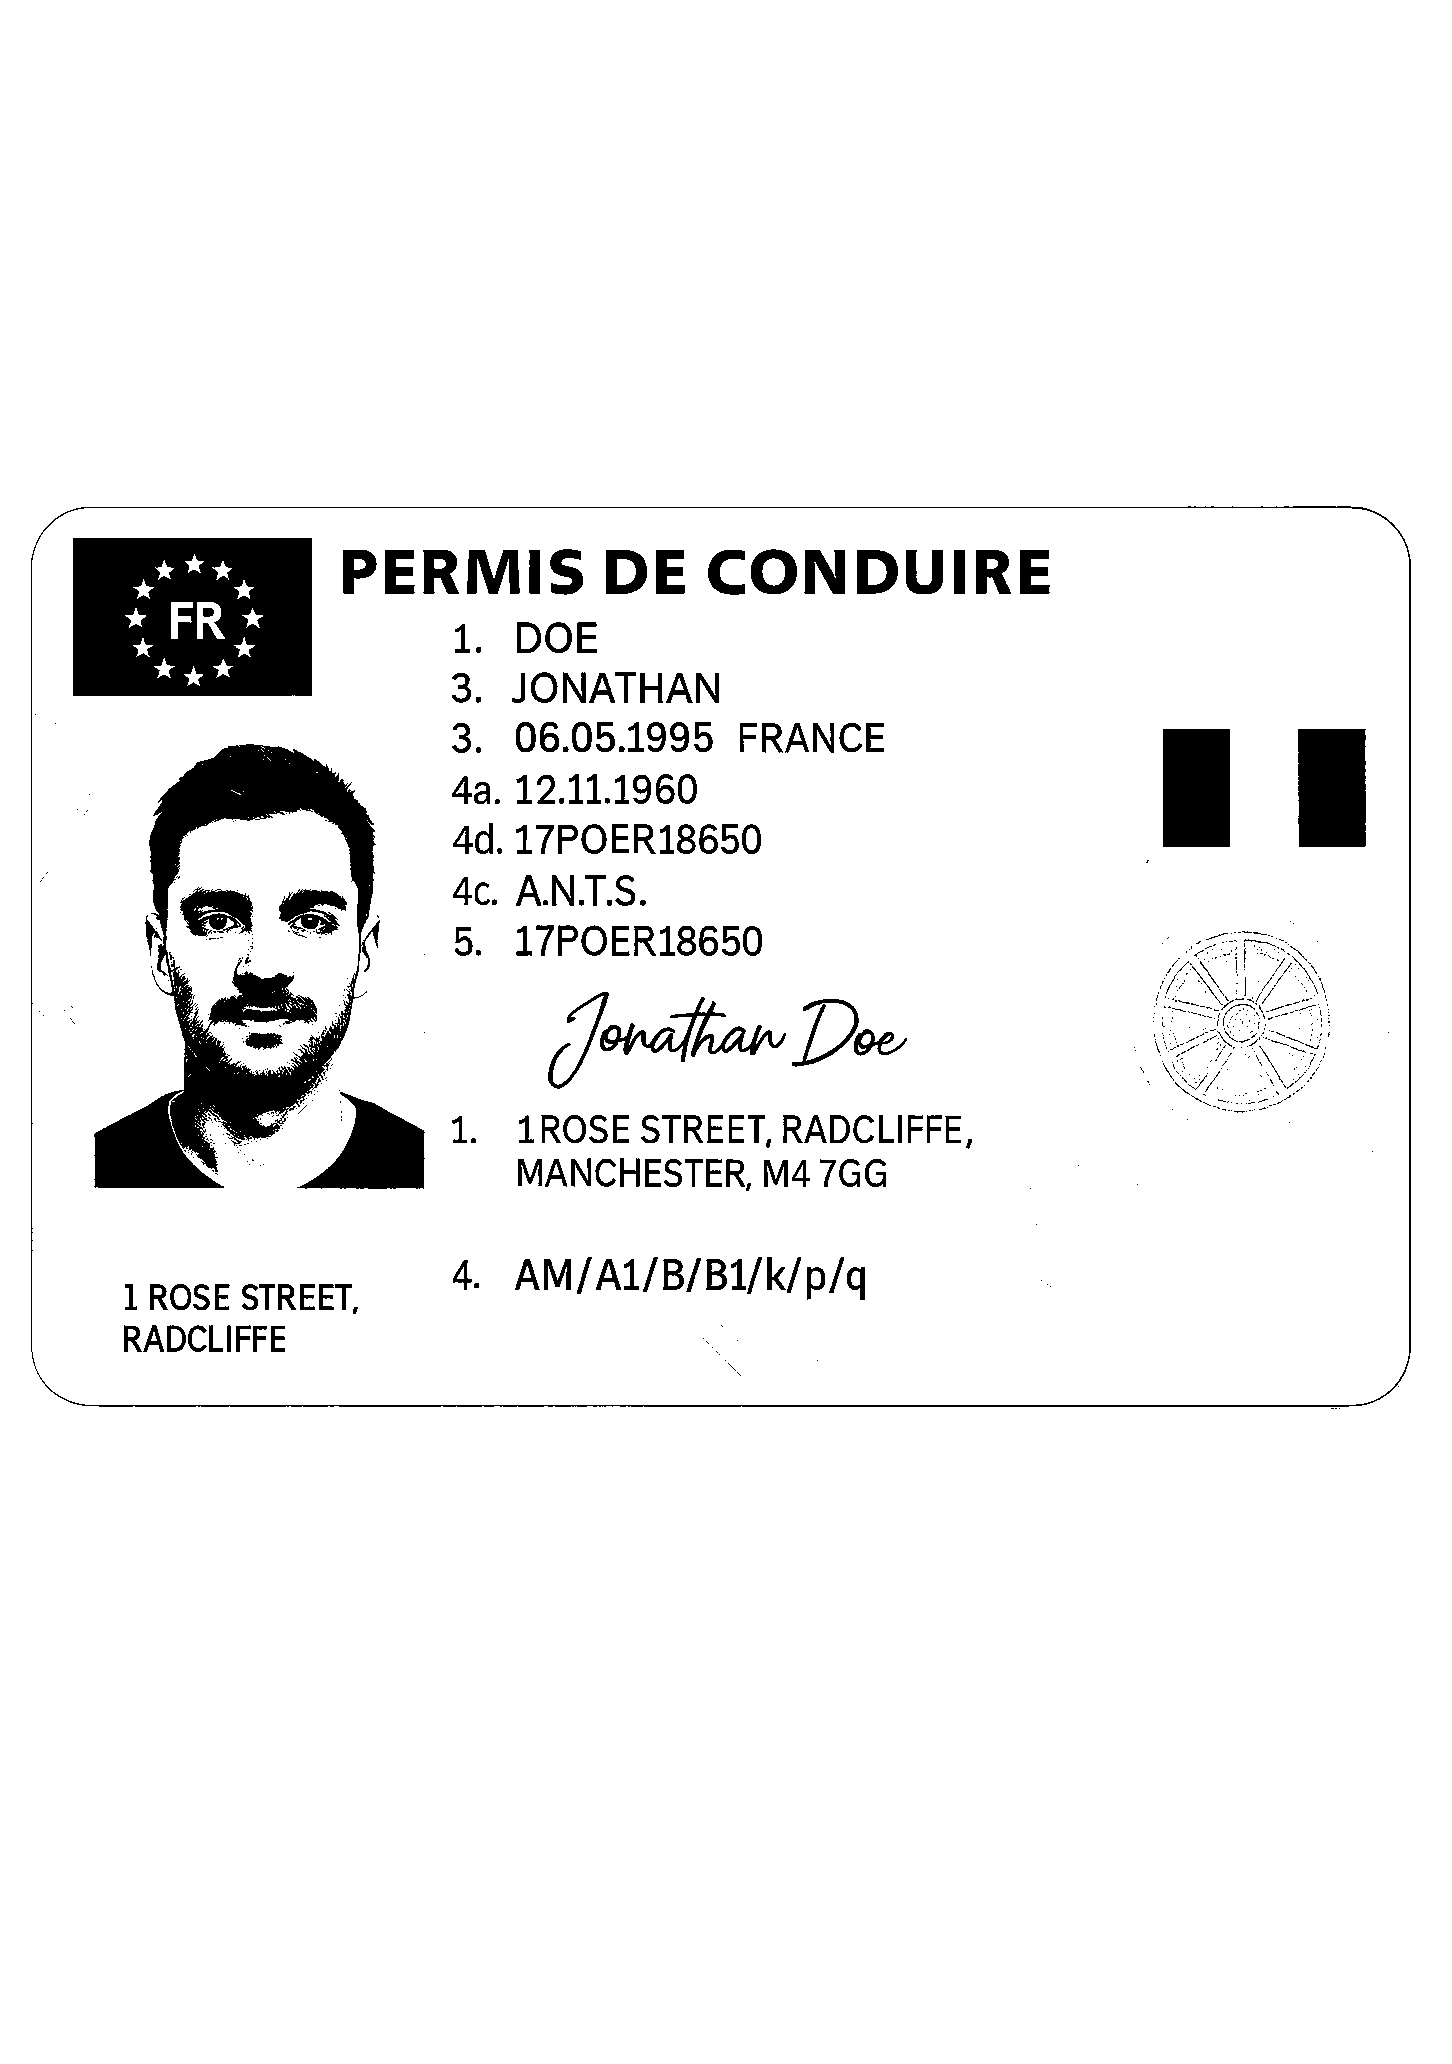 FR
PERMIS DE CONDUIRE
1. DOE
3. JONATHAN
3. 06.05.1995 FRANCE
4a. 12.11.1960
4d. 17POER18650
4c. A.N.T.S.
5. 17POER18650
Jonathan Doe
1. 1 ROSE STREET, RADCLIFFE,
MANCHESTER, M4 7GG
4. AM/A1/B/B1/k/p/q
1 ROSE STREET,
RADCLIFFE